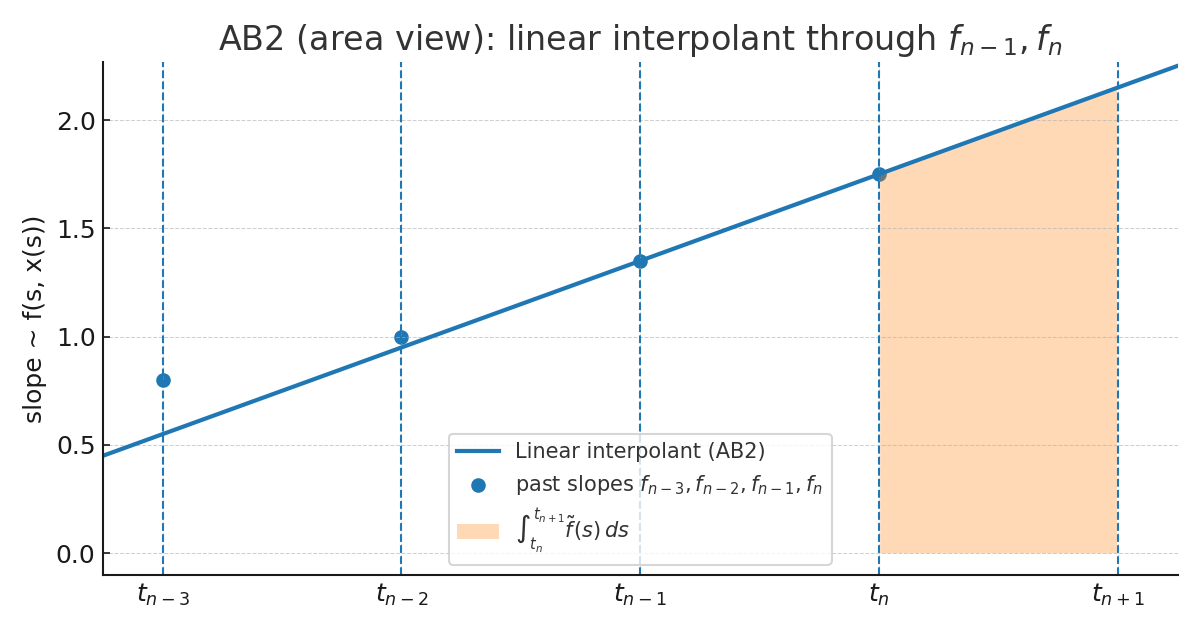 AB2 (area view): linear interpolant through $f_{n-1}, f_n$
slope ~ f(s, x(s))
2.0
1.5
1.0
0.5
0.0
Linear interpolant (AB2)
past slopes $f_{n-3}, f_{n-2}, f_{n-1}, f_n$
$\int_{t_n}^{t_{n+1}} \tilde{f}(s)\, ds$
$t_{n-3}$ $t_{n-2}$ $t_{n-1}$ $t_n$ $t_{n+1}$